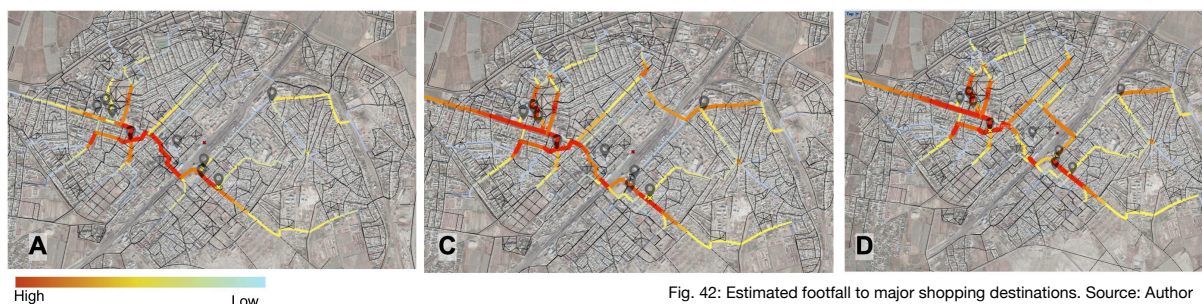 A
C
D
High
Low
Fig. 42: Estimated footfall to major shopping destinations. Source: Author